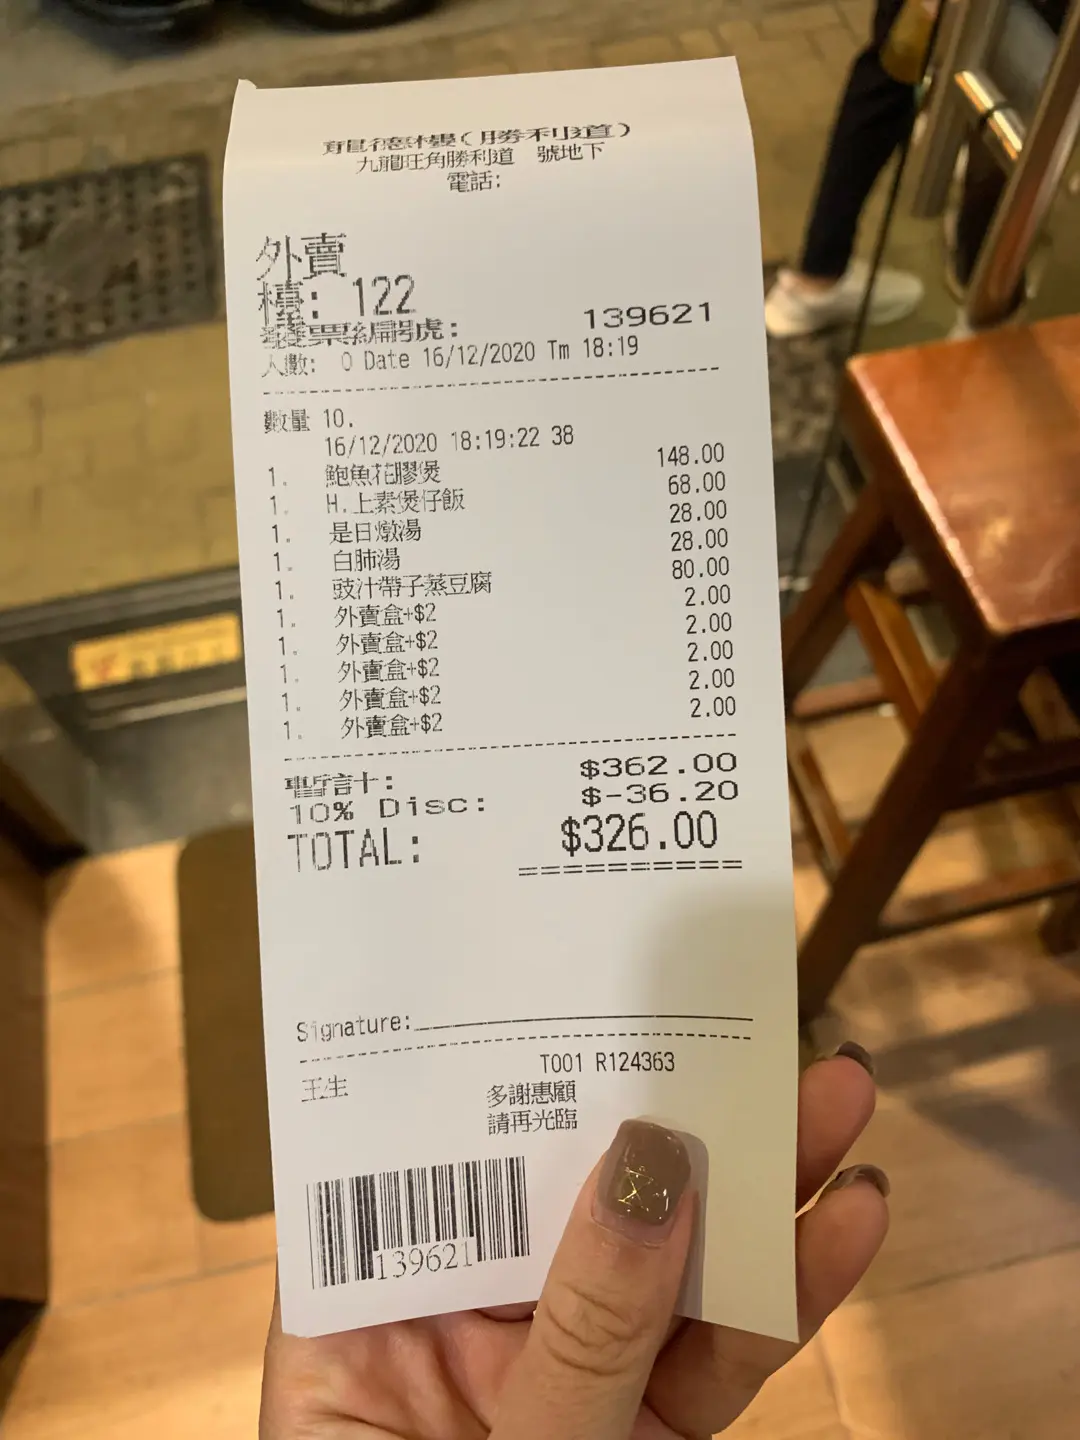 龍德樓(勝利道)
九龍旺角勝利道 號地下
電話:
外賣
檯: 122
發票編號: 139621
人數: 0 Date 16/12/2020 Tm 18:19
數量 10.
16/12/2020 18:19:22 38
1. 鮑魚花膠煲 148.00
1. H.上素煲仔飯 68.00
1. 是日燉湯 28.00
1. 白肺湯 28.00
1. 豉汁帶子蒸豆腐 80.00
1. 外賣盒+$2 2.00
1. 外賣盒+$2 2.00
1. 外賣盒+$2 2.00
1. 外賣盒+$2 2.00
1. 外賣盒+$2 2.00
暫計: $362.00
10% Disc: $-36.20
TOTAL: $326.00
Signature:
T001 R124363
王生 多謝惠顧
請再光臨
139621